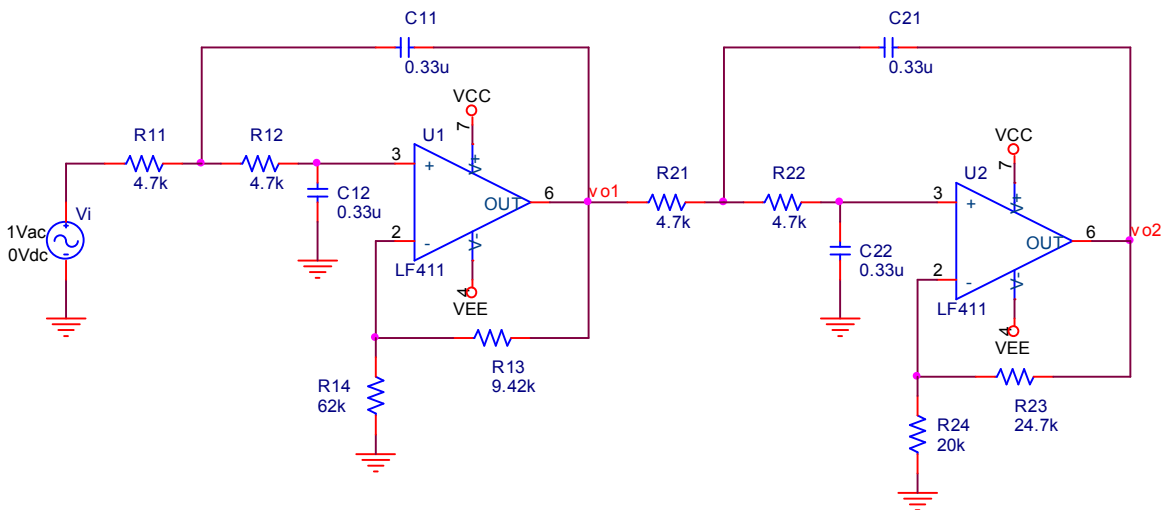 C11
0.33u
C21
0.33u
VCC
7
U1
V+
R11
4.7k
R12
4.7k
3
+
C12
0.33u
OUT
6
vo1
2
-
V-
LF411
4
VEE
Vi
1Vac
0Vdc
+
-
R13
9.42k
R14
62k
R21
4.7k
R22
4.7k
VCC
7
U2
V+
3
+
C22
0.33u
OUT
6
vo2
2
-
V-
LF411
4
VEE
R23
24.7k
R24
20k